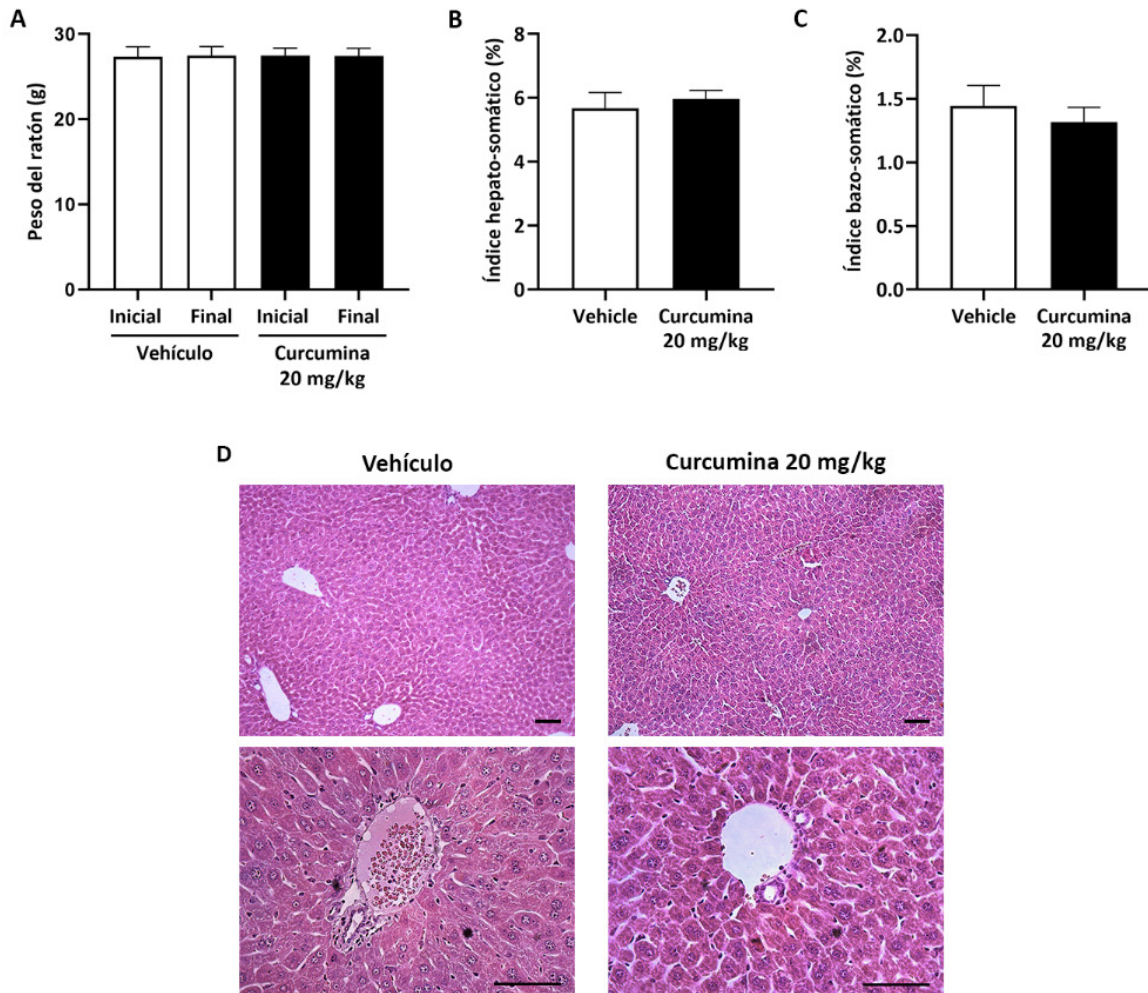 A
Peso del ratón (g)
30
20
10
0
Inicial Final Inicial Final
Vehículo Curcumina
20 mg/kg
B
Índice hepato-somático (%)
8
6
4
2
0
Vehicle Curcumina
20 mg/kg
C
Índice bazo-somático (%)
2.0
1.5
1.0
0.5
0.0
Vehicle Curcumina
20 mg/kg
D
Vehículo Curcumina 20 mg/kg